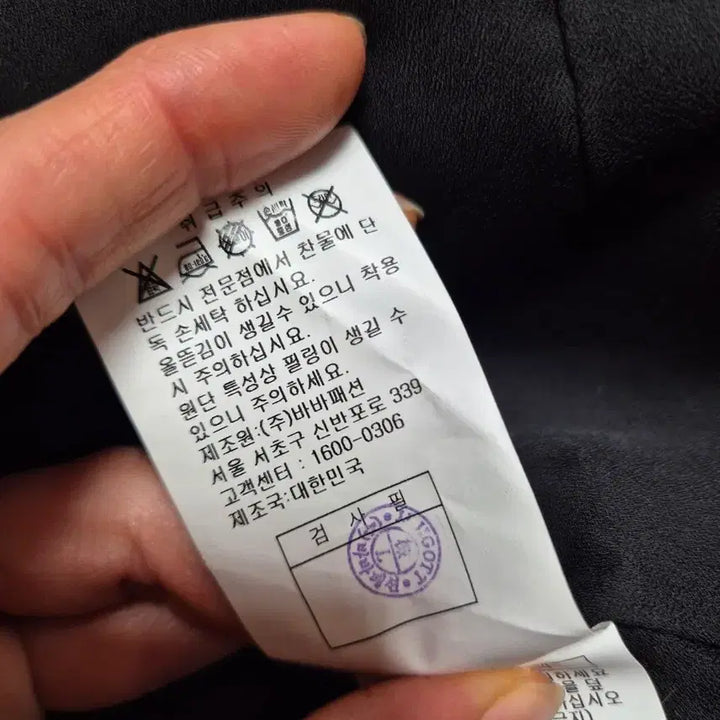 취급주의
손세탁
반드시 전문점에서 찬물에 단
독 손세탁 하십시요.
올뜯김이 생길수 있으니 착용
시 주의하십시요.
원단 특성상 필링이 생길 수
있으니 주의하세요.
제조원:(주)바바패션
서울 서초구 신반포로 339
고객센터 : 1600-0306
제조국:대한민국
검 사 필